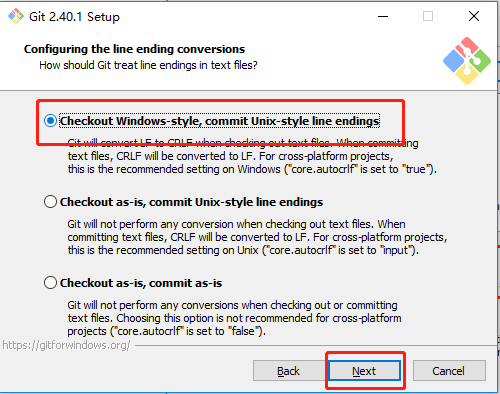 Git 2.40.1 Setup
Configuring the line ending conversions
How should Git treat line endings in text files?
Checkout Windows-style, commit Unix-style line endings
Git will convert LF to CRLF when checking out text files. When committing
text files, CRLF will be converted to LF. For cross-platform projects,
this is the recommended setting on Windows ("core.autocrlf" is set to "true").
Checkout as-is, commit Unix-style line endings
Git will not perform any conversion when checking out text files. When
committing text files, CRLF will be converted to LF. For cross-platform projects,
this is the recommended setting on Unix ("core.autocrlf" is set to "input").
Checkout as-is, commit as-is
Git will not perform any conversions when checking out or committing
text files. Choosing this option is not recommended for cross-platform
projects ("core.autocrlf" is set to "false").
https://gitforwindows.org/
Back Next Cancel